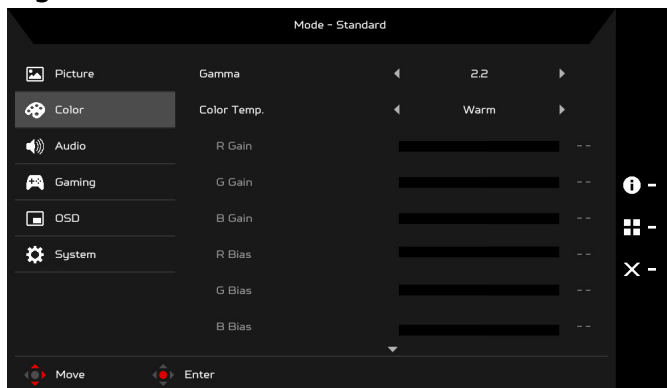 Mode - Standard
Picture
Gamma 2.2
Color
Color Temp. Warm
Audio
R Gain - -
Gaming
G Gain - -
OSD
B Gain - -
System
R Bias - -
G Bias - -
B Bias - -
Move Enter